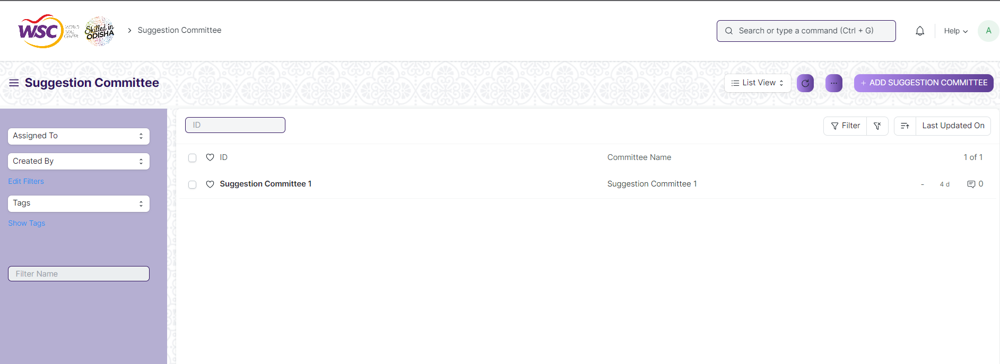 WSC
WORLD
SKILL
CENTER
Skilled in
ODISHA
Suggestion Committee
Search or type a command (Ctrl + G)
Help
A
Suggestion Committee
List View
+ ADD SUGGESTION COMMITTEE
Assigned To
Created By
Edit Filters
Tags
Show Tags
Filter Name
ID
Filter
Last Updated On
ID
Committee Name
1 of 1
Suggestion Committee 1
Suggestion Committee 1
-
4 d
0